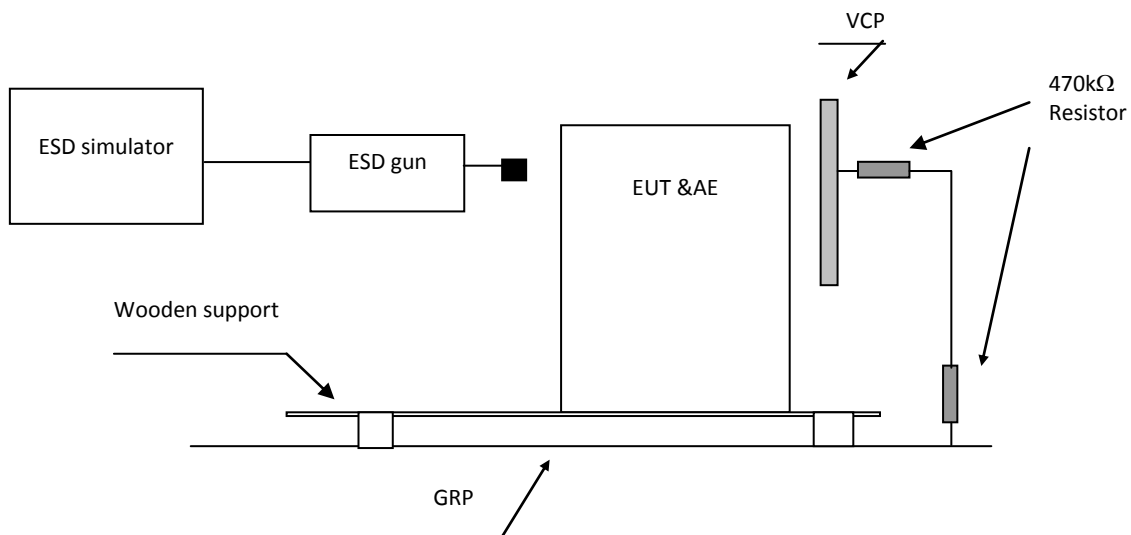 VCP
470kΩ
Resistor
ESD simulator
ESD gun
EUT &AE
Wooden support
GRP